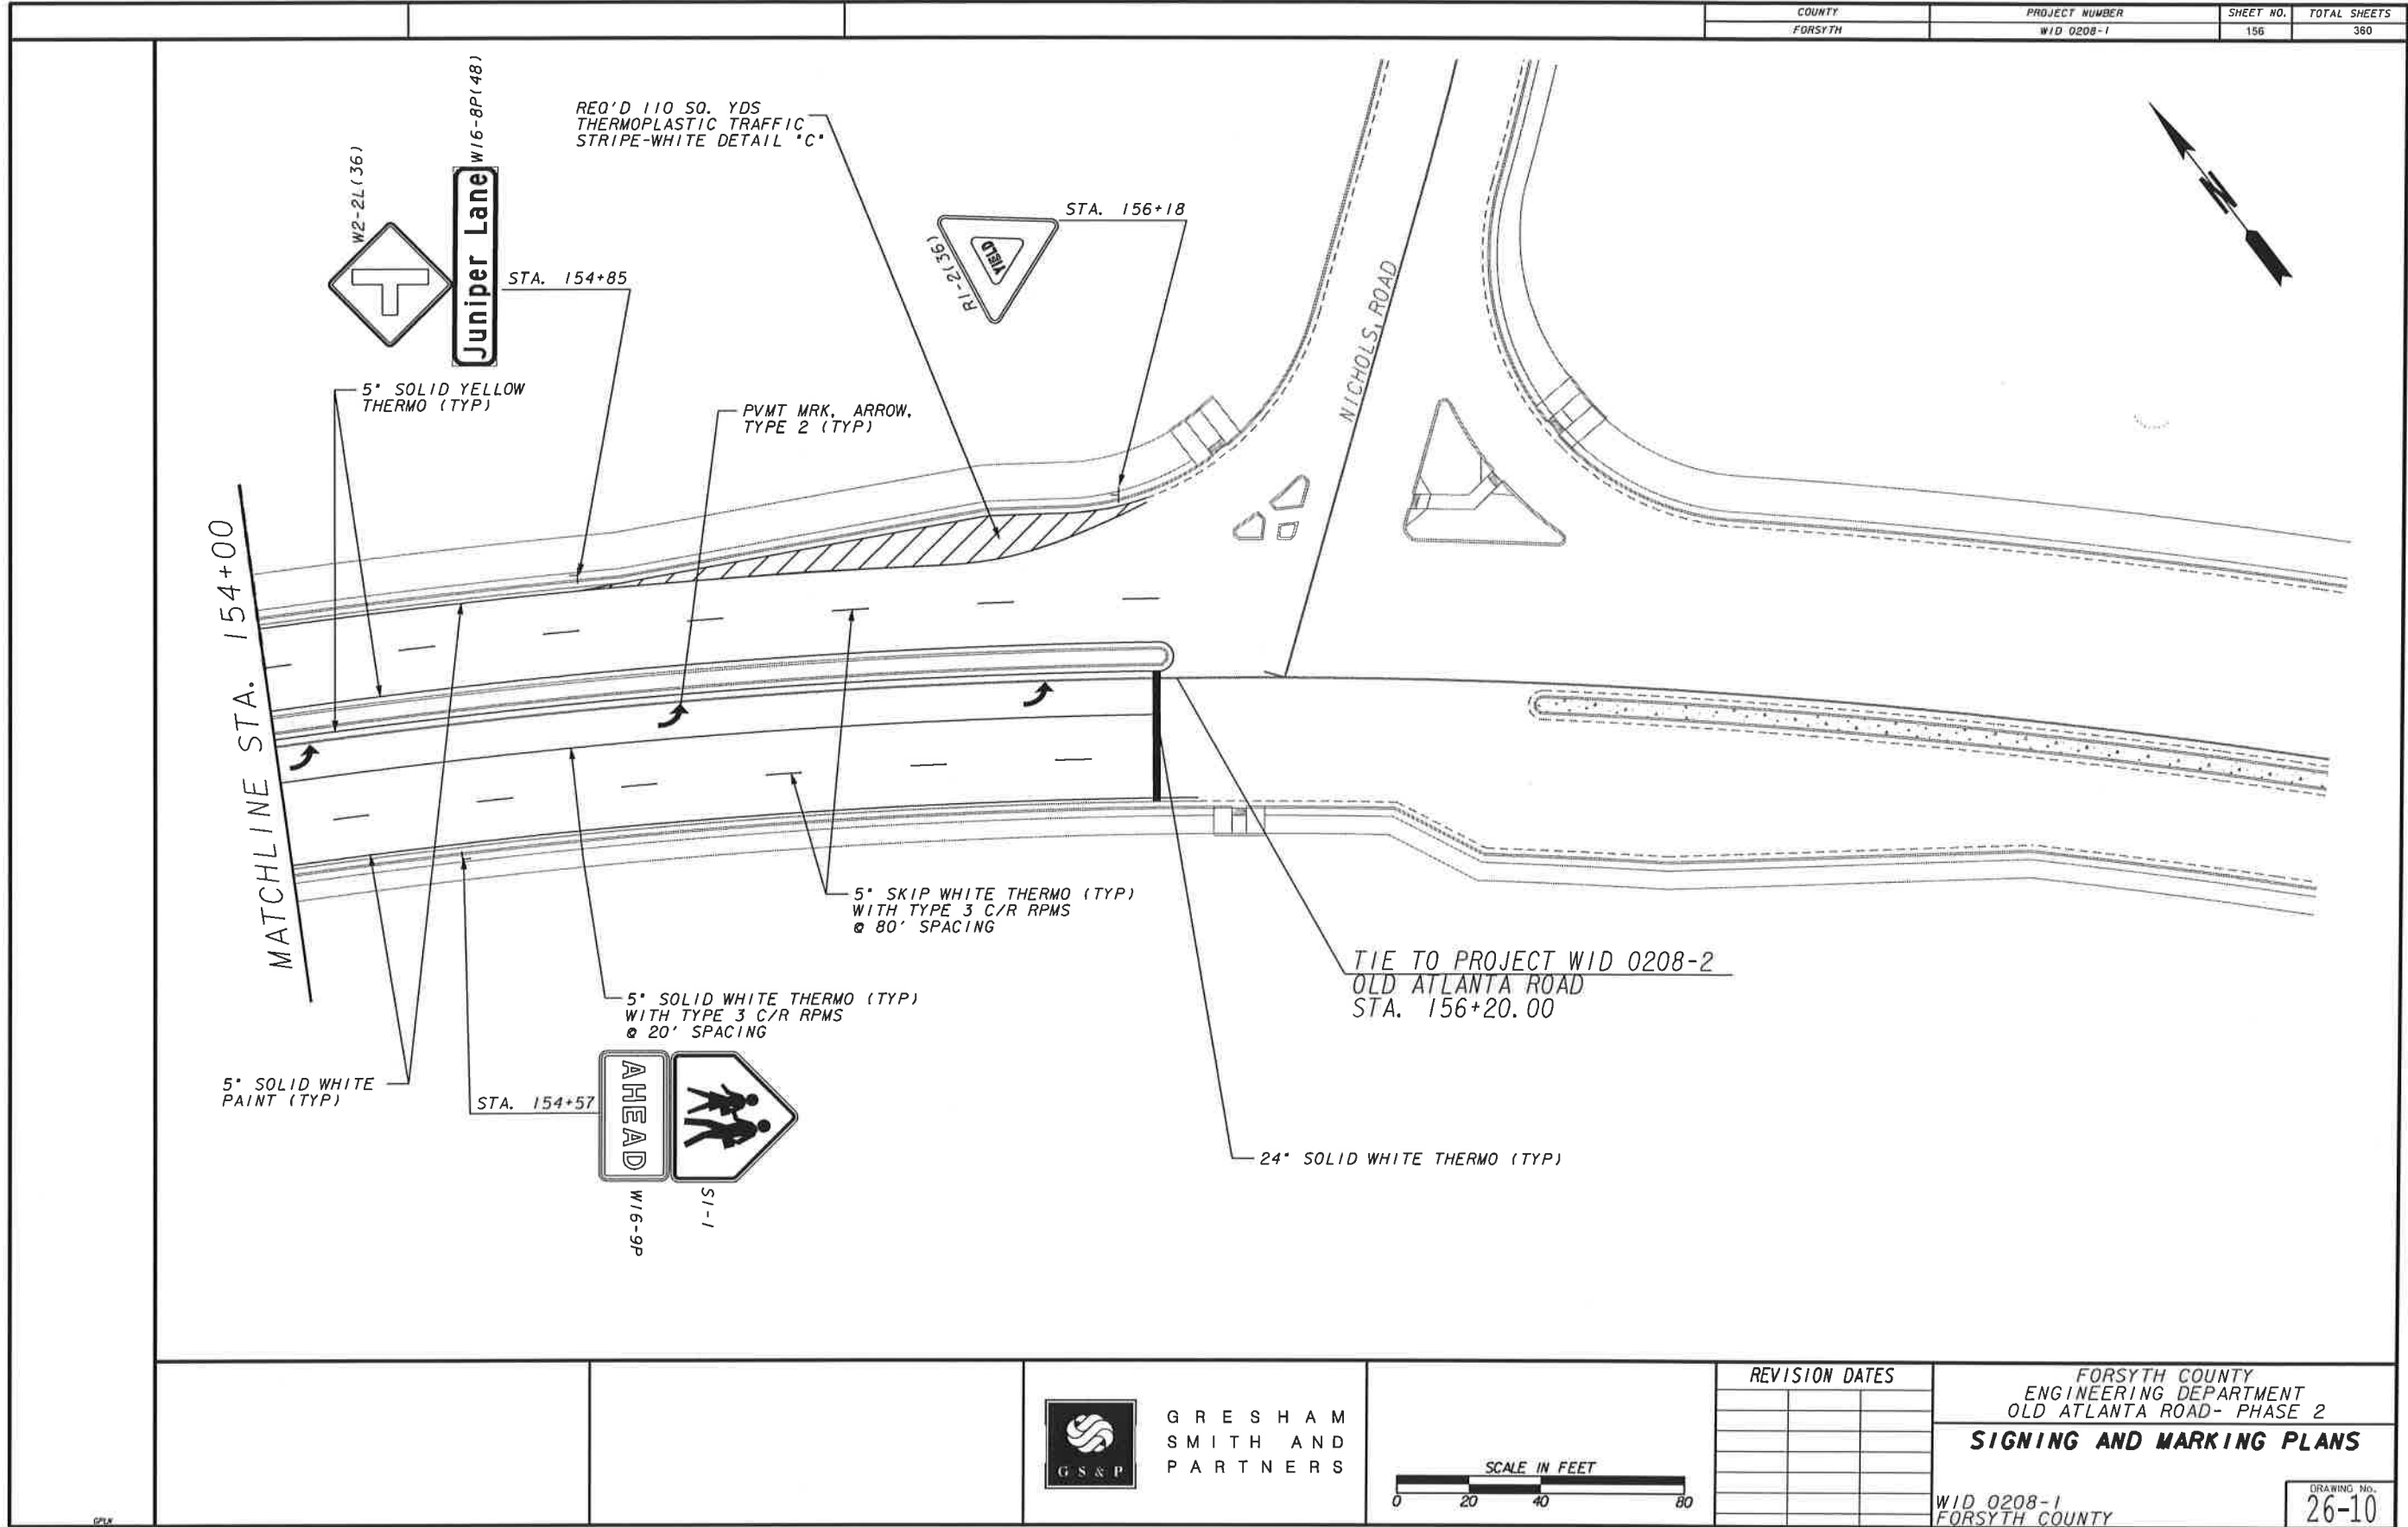 COUNTY
PROJECT NUMBER
SHEET NO.
TOTAL SHEETS
FORSYTH
WID 0208-1
156
360
W2-2L(36)
W16-8P(48)
Juniper Lane
STA. 154+85
REQ'D 110 SQ. YDS
THERMOPLASTIC TRAFFIC
STRIPE-WHITE DETAIL "C"
YIELD
R1-2(36)
STA. 156+18
N
NICHOLS ROAD
5" SOLID YELLOW
THERMO (TYP)
PVMT MRK, ARROW,
TYPE 2 (TYP)
MATCHLINE STA. 154+00
5" SKIP WHITE THERMO (TYP)
WITH TYPE 3 C/R RPMS
@ 80' SPACING
TIE TO PROJECT WID 0208-2
OLD ATLANTA ROAD
STA. 156+20.00
5" SOLID WHITE THERMO (TYP)
WITH TYPE 3 C/R RPMS
@ 20' SPACING
5" SOLID WHITE
PAINT (TYP)
STA. 154+57
AHEAD
W16-9P
S1-1
24" SOLID WHITE THERMO (TYP)
GS&P
GRESHAM
SMITH AND
PARTNERS
SCALE IN FEET
0 20 40 80
REVISION DATES
FORSYTH COUNTY
ENGINEERING DEPARTMENT
OLD ATLANTA ROAD- PHASE 2
SIGNING AND MARKING PLANS
WID 0208-1
FORSYTH COUNTY
DRAWING No.
26-10